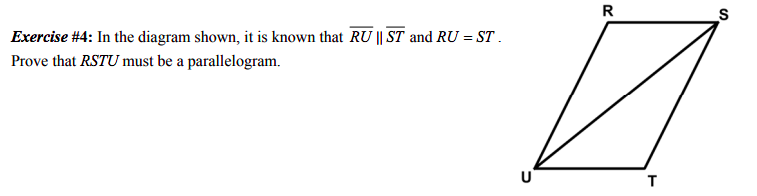 R S
Exercise #4: In the diagram shown, it is known that RU || ST and RU = ST.
Prove that RSTU must be a parallelogram.
U T